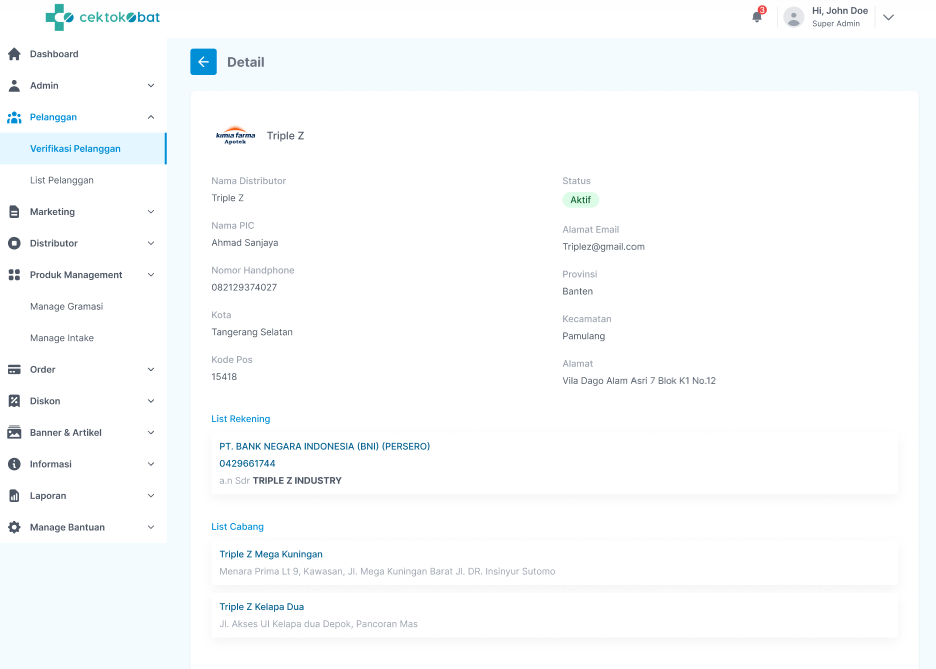 cektokobat
3
Hi, John Doe
Super Admin
Dashboard
Admin
Pelanggan
Verifikasi Pelanggan
List Pelanggan
Marketing
Distributor
Produk Management
Manage Gramasi
Manage Intake
Order
Diskon
Banner & Artikel
Informasi
Laporan
Manage Bantuan
Detail
kimia farma
Apotek
Triple Z
Nama Distributor
Triple Z
Nama PIC
Ahmad Sanjaya
Nomor Handphone
082129374027
Kota
Tangerang Selatan
Kode Pos
15418
Status
Aktif
Alamat Email
Triplez@gmail.com
Provinsi
Banten
Kecamatan
Pamulang
Alamat
Vila Dago Alam Asri 7 Blok K1 No.12
List Rekening
PT. BANK NEGARA INDONESIA (BNI) (PERSERO)
0429661744
a.n Sdr TRIPLE Z INDUSTRY
List Cabang
Triple Z Mega Kuningan
Menara Prima Lt 9, Kawasan, Jl. Mega Kuningan Barat Jl. DR. Insinyur Sutomo
Triple Z Kelapa Dua
Jl. Akses UI Kelapa dua Depok, Pancoran Mas